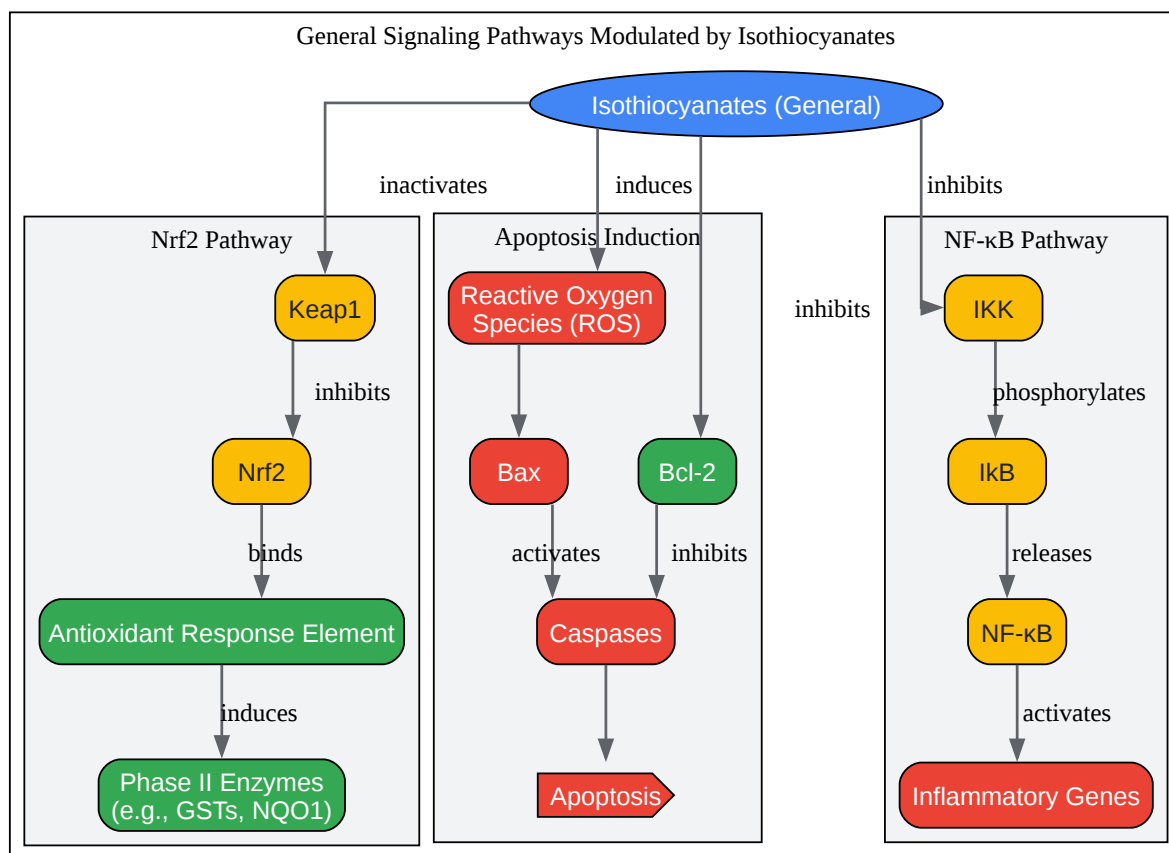 General Signaling Pathways Modulated by Isothiocyanates
Isothiocyanates (General)
inactivates
induces
inhibits
Nrf2 Pathway
Apoptosis Induction
NF-κB Pathway
Keap1
Reactive Oxygen
Species (ROS)
inhibits
IKK
inhibits
phosphorylates
Nrf2
Bax
Bcl-2
IkB
binds
activates
inhibits
releases
Antioxidant Response Element
Caspases
NF-κB
induces
activates
Phase II Enzymes
(e.g., GSTs, NQO1)
Apoptosis
Inflammatory Genes